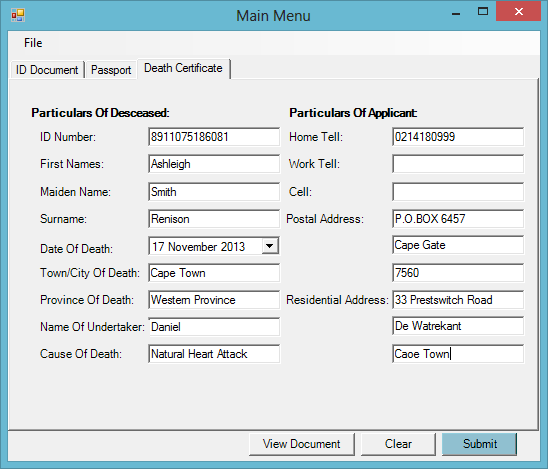 Main Menu
File
ID Document Passport Death Certificate
Particulars Of Desceased: Particulars Of Applicant:
ID Number: 8911075186081 Home Tell: 0214180999
First Names: Ashleigh Work Tell:
Maiden Name: Smith Cell:
Surname: Renison Postal Address: P.O.BOX 6457
Date Of Death: 17 November 2013 Cape Gate
Town/City Of Death: Cape Town 7560
Province Of Death: Western Province Residential Address: 33 Prestswitch Road
Name Of Undertaker: Daniel De Watrekant
Cause Of Death: Natural Heart Attack Caoe Town
View Document Clear Submit